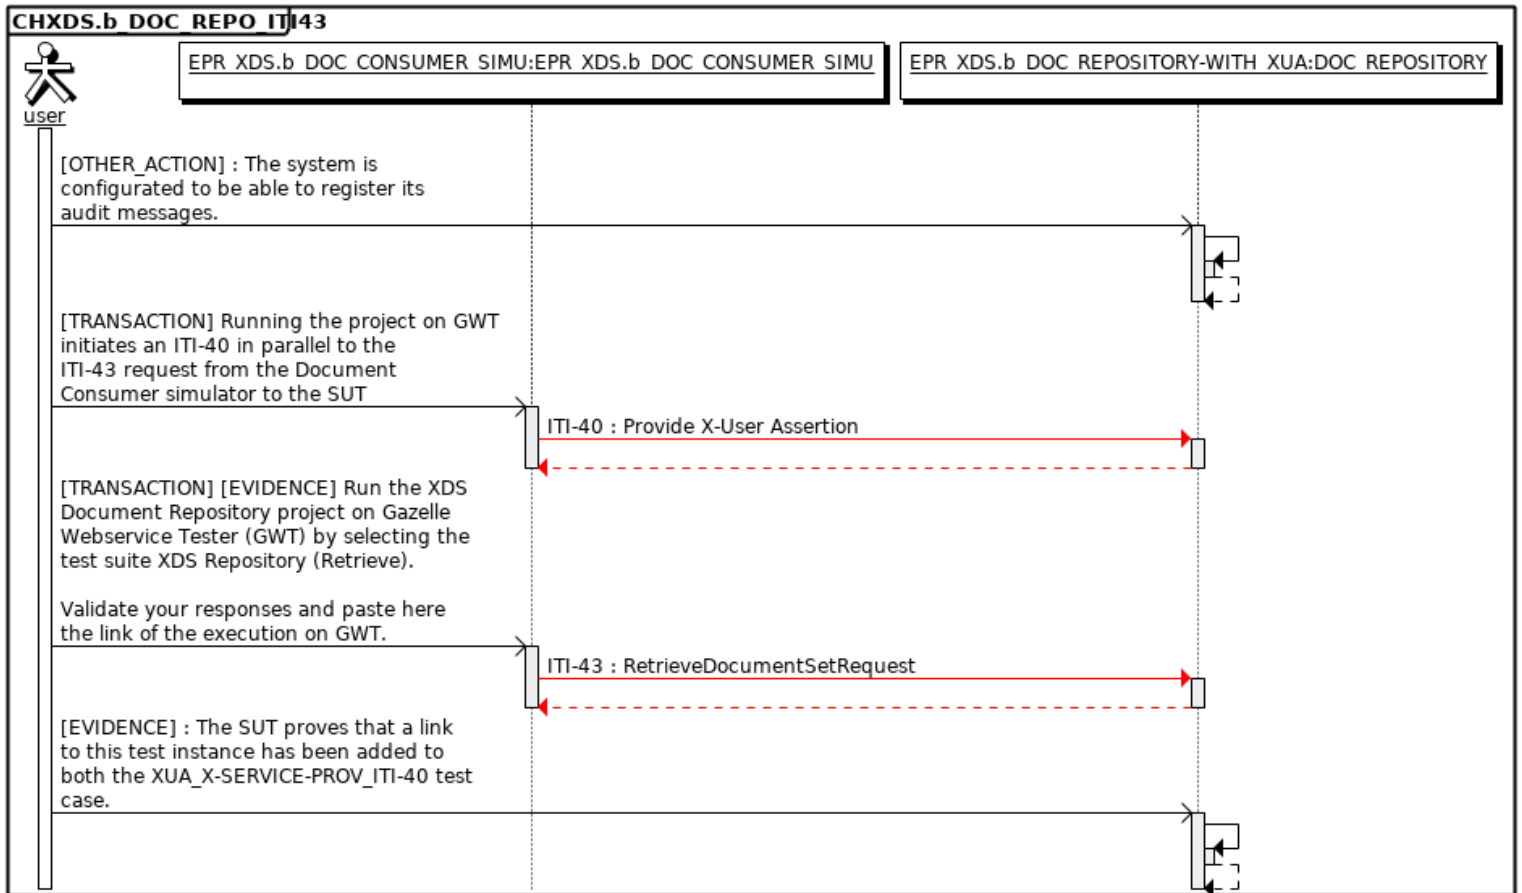 CHXDS.b_DOC_REPO_ITI43
user
EPR_XDS.b_DOC_CONSUMER_SIMU:EPR_XDS.b_DOC_CONSUMER_SIMU
EPR_XDS.b_DOC_REPOSITORY-WITH_XUA:DOC_REPOSITORY
[OTHER_ACTION] : The system is
configurated to be able to register its
audit messages.
[TRANSACTION] Running the project on GWT
initiates an ITI-40 in parallel to the
ITI-43 request from the Document
Consumer simulator to the SUT
ITI-40 : Provide X-User Assertion
[TRANSACTION] [EVIDENCE] Run the XDS
Document Repository project on Gazelle
Webservice Tester (GWT) by selecting the
test suite XDS Repository (Retrieve).
Validate your responses and paste here
the link of the execution on GWT.
ITI-43 : RetrieveDocumentSetRequest
[EVIDENCE] : The SUT proves that a link
to this test instance has been added to
both the XUA_X-SERVICE-PROV_ITI-40 test
case.